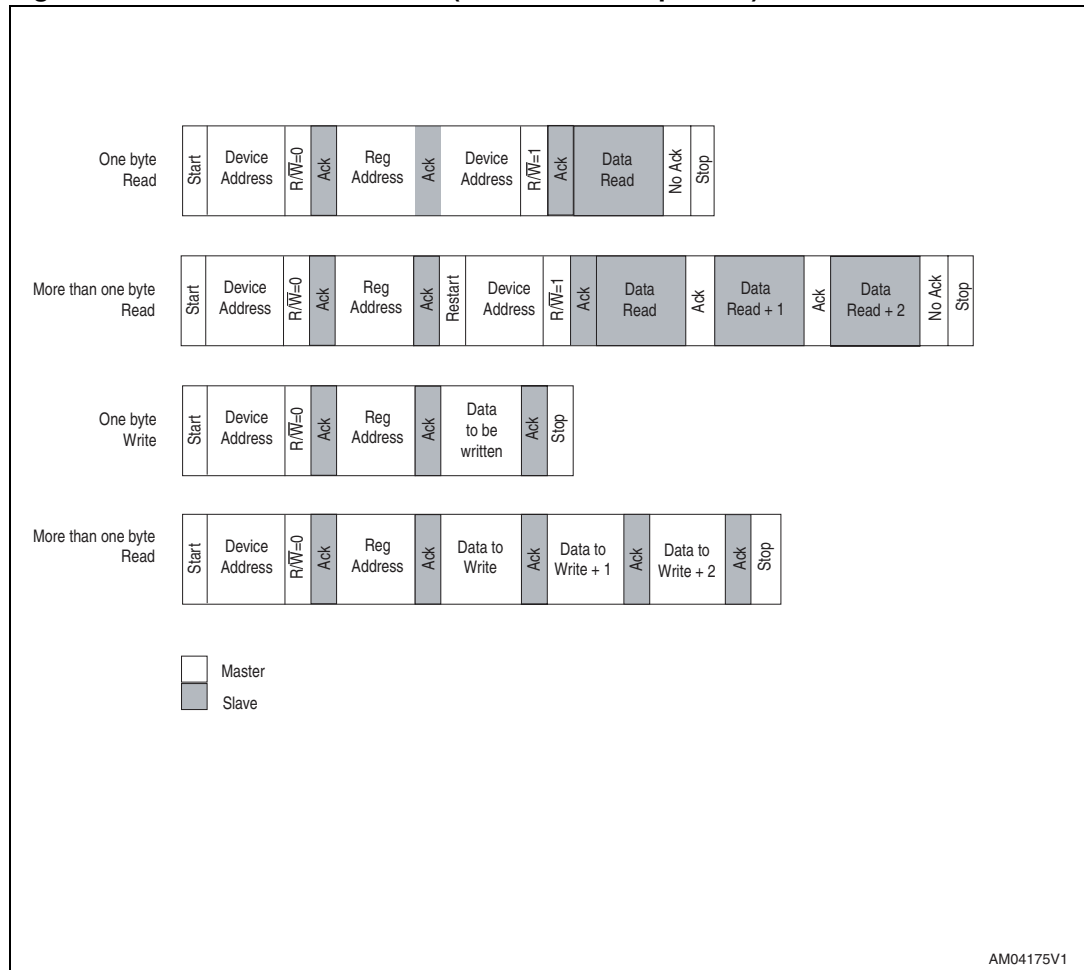 One byte
Read
Start
Device
Address
R/W̅=0
Ack
Reg
Address
Ack
Device
Address
R/W̅=1
Ack
Data
Read
No Ack
Stop
More than one byte
Read
Start
Device
Address
R/W̅=0
Ack
Reg
Address
Ack
Restart
Device
Address
R/W̅=1
Ack
Data
Read
Ack
Data
Read + 1
Ack
Data
Read + 2
No Ack
Stop
One byte
Write
Start
Device
Address
R/W̅=0
Ack
Reg
Address
Ack
Data
to be
written
Ack
Stop
More than one byte
Read
Start
Device
Address
R/W̅=0
Ack
Reg
Address
Ack
Data to
Write
Ack
Data to
Write + 1
Ack
Data to
Write + 2
Ack
Stop
Master
Slave
AM04175V1